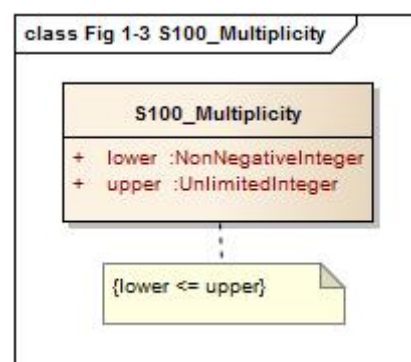 class Fig 1-3 S100_Multiplicity
S100_Multiplicity
+ lower :NonNegativeInteger
+ upper :UnlimitedInteger
{lower <= upper}